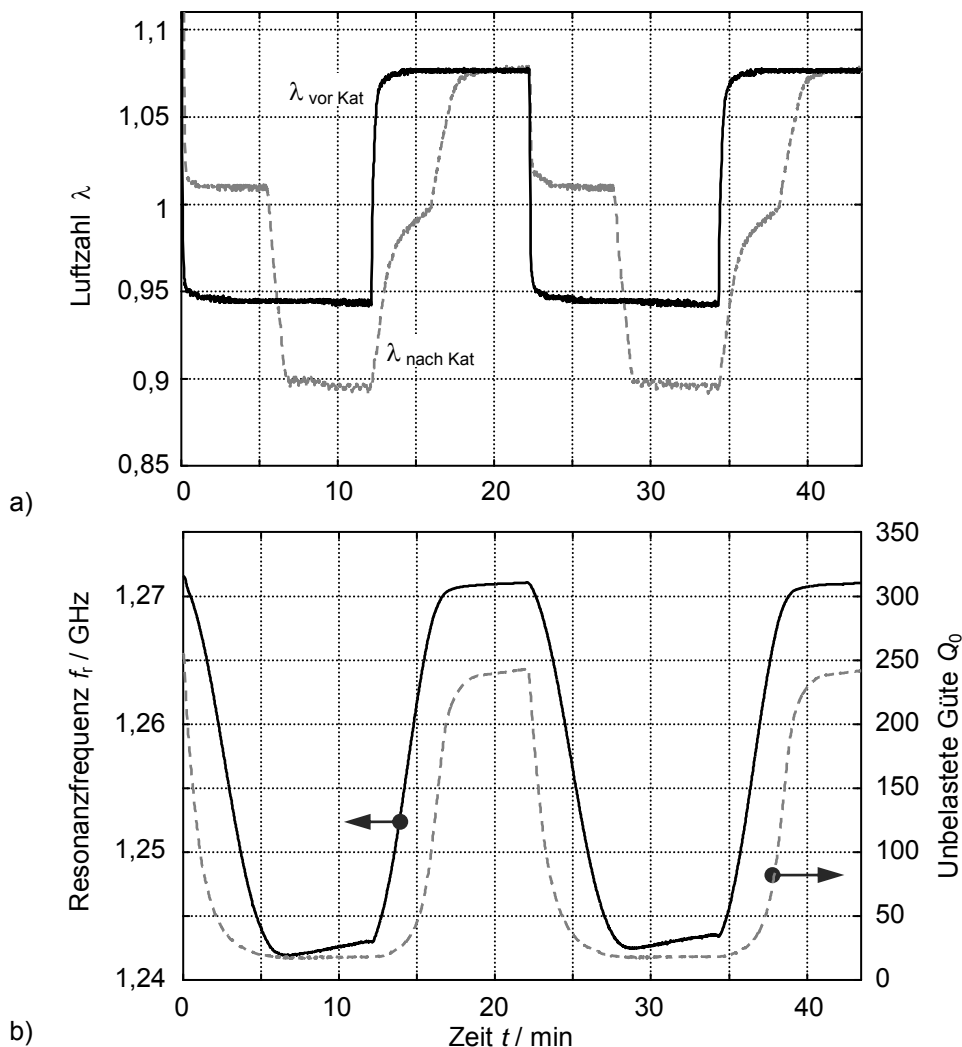 1,1
1,05
1
0,95
0,9
0,85
Luftzahl λ
λ vor Kat
λ nach Kat
0 10 20 30 40
a)
1,27
1,26
1,25
1,24
Resonanzfrequenz fr / GHz
350
300
250
200
150
100
50
0
Unbelastete Güte Q0
0 10 20 30 40
Zeit t / min
b)